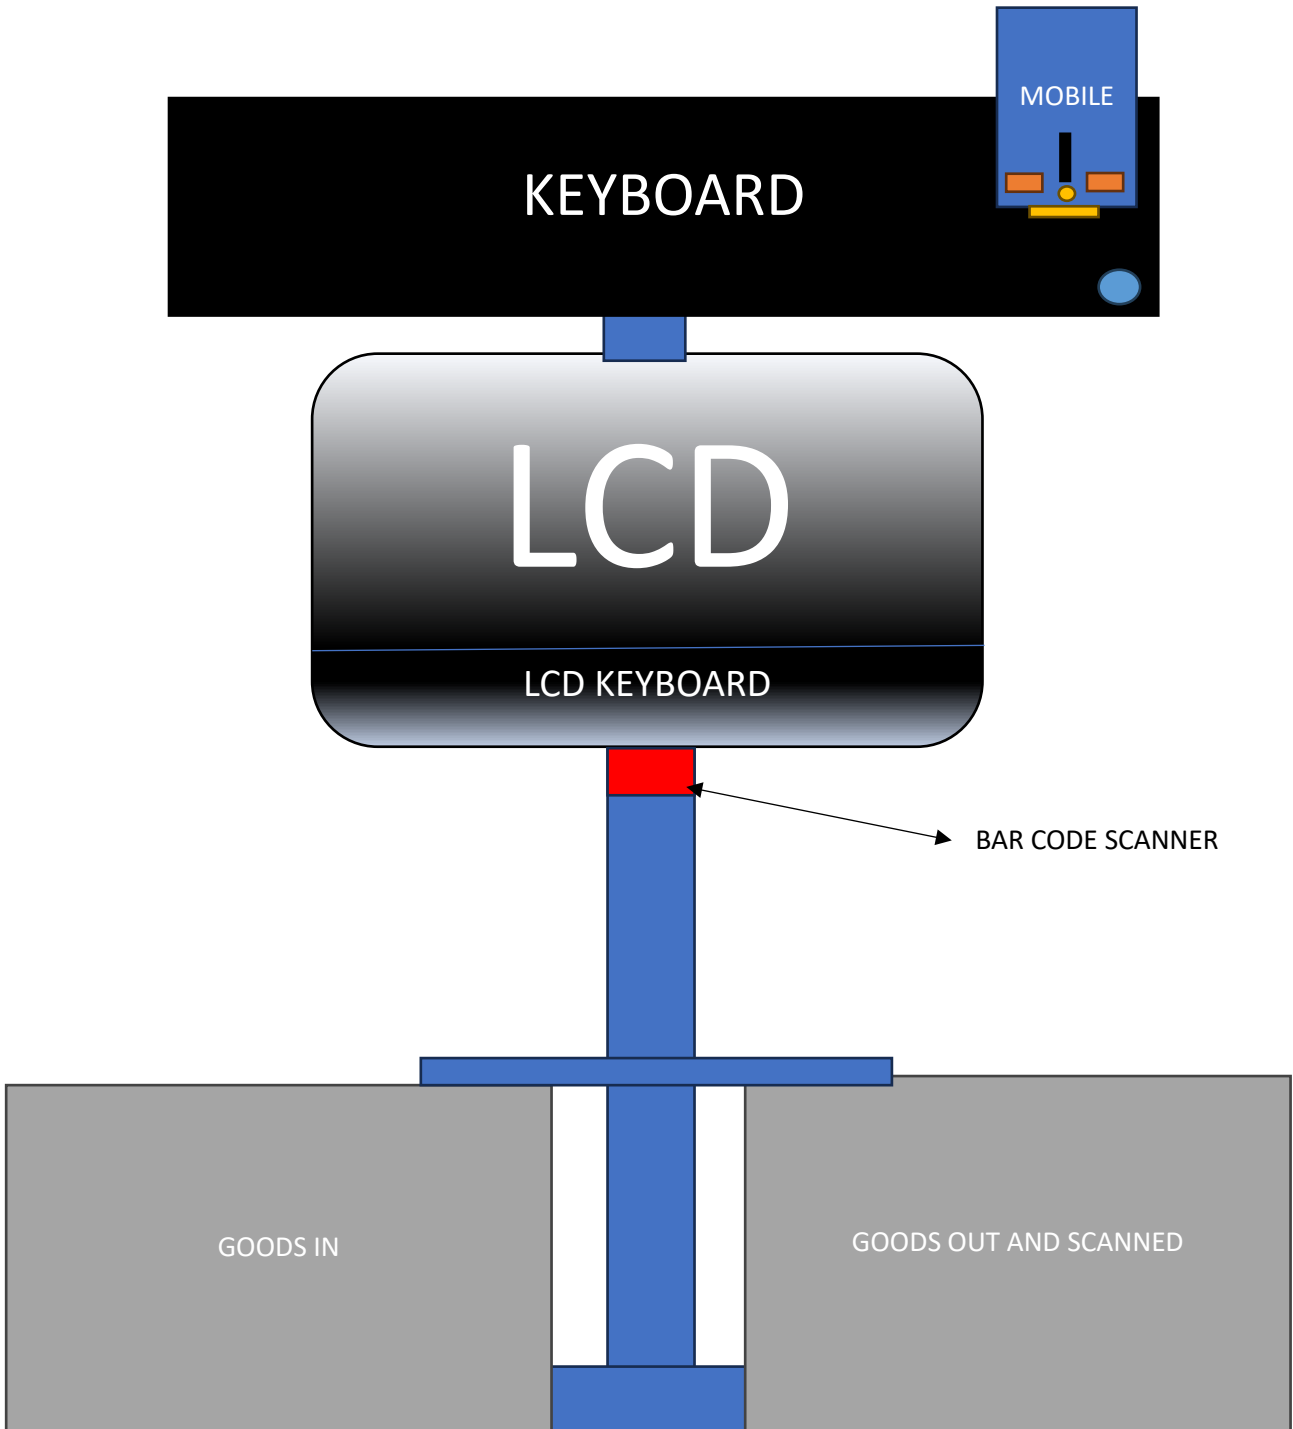 MOBILE
KEYBOARD
LCD
LCD KEYBOARD
BAR CODE SCANNER
GOODS IN
GOODS OUT AND SCANNED